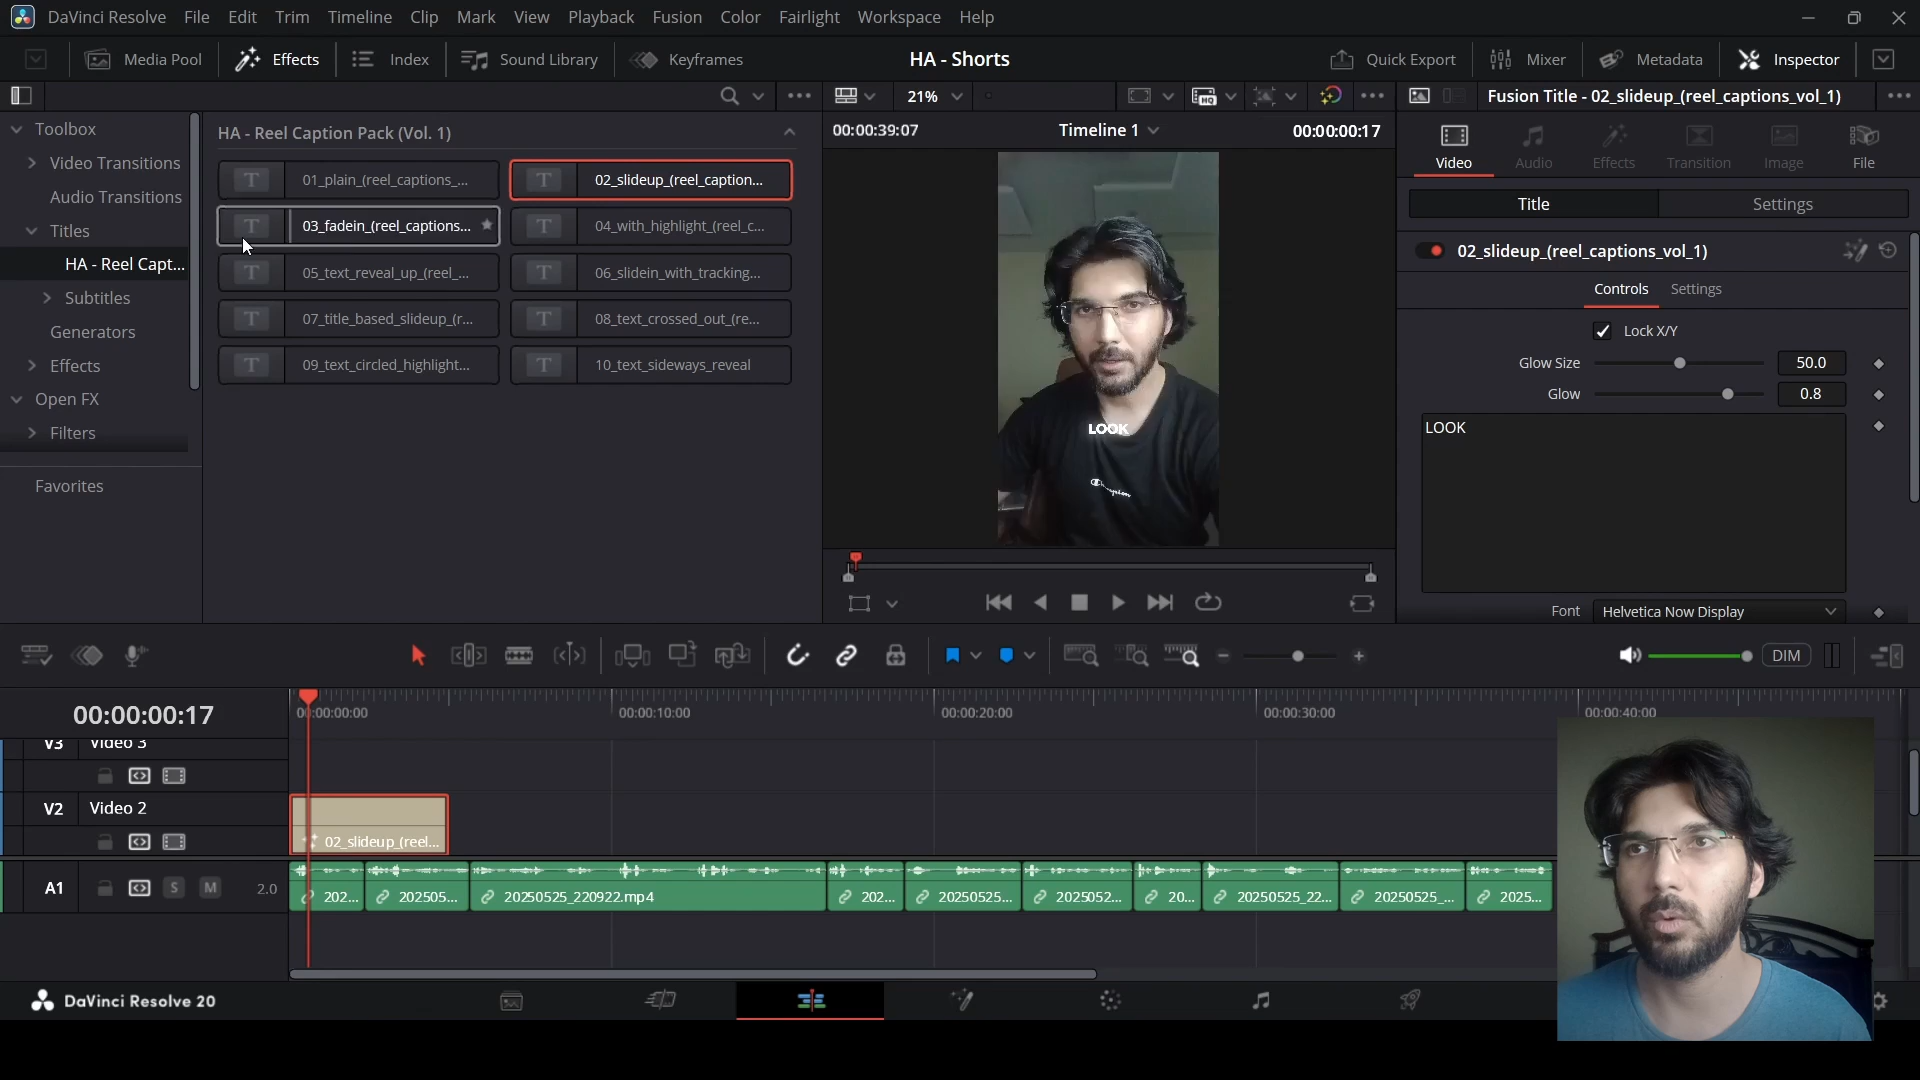 DaVinci Resolve File Edit Trim Timeline Clip Mark View Playback Fusion Color Fairlight Workspace Help
Media Pool Effects Index Sound Library Keyframes HA - Shorts Quick Export Mixer Metadata Inspector
21% Fusion Title - 02_slideup_(reel_captions_vol_1)
Toolbox
Video Transitions
Audio Transitions
Titles
HA - Reel Capt...
Subtitles
Generators
Effects
Open FX
Filters
Favorites
HA - Reel Caption Pack (Vol. 1)
01_plain_(reel_captions_... 02_slideup_(reel_caption...
03_fadein_(reel_captions... 04_with_highlight_(reel_c...
05_text_reveal_up_(reel_... 06_slidein_with_tracking...
07_title_based_slideup_(r... 08_text_crossed_out_(re...
09_text_circled_highlight... 10_text_sideways_reveal
00:00:39:07 Timeline 1 00:00:00:17
LOOK
Champion
Video Audio Effects Transition Image File
Title Settings
02_slideup_(reel_captions_vol_1)
Controls Settings
Lock X/Y
Glow Size 50.0
Glow 0.8
LOOK
Font Helvetica Now Display
DIM
00:00:00:17 00:00:00:00 00:00:10:00 00:00:20:00 00:00:30:00 00:00:40:00
V3 Video 3
V2 Video 2
02_slideup_(reel...
A1 S M 2.0
202... 202505... 20250525_220922.mp4 202... 20250525... 2025052... 20... 20250525_22... 20250525_... 2025...
DaVinci Resolve 20